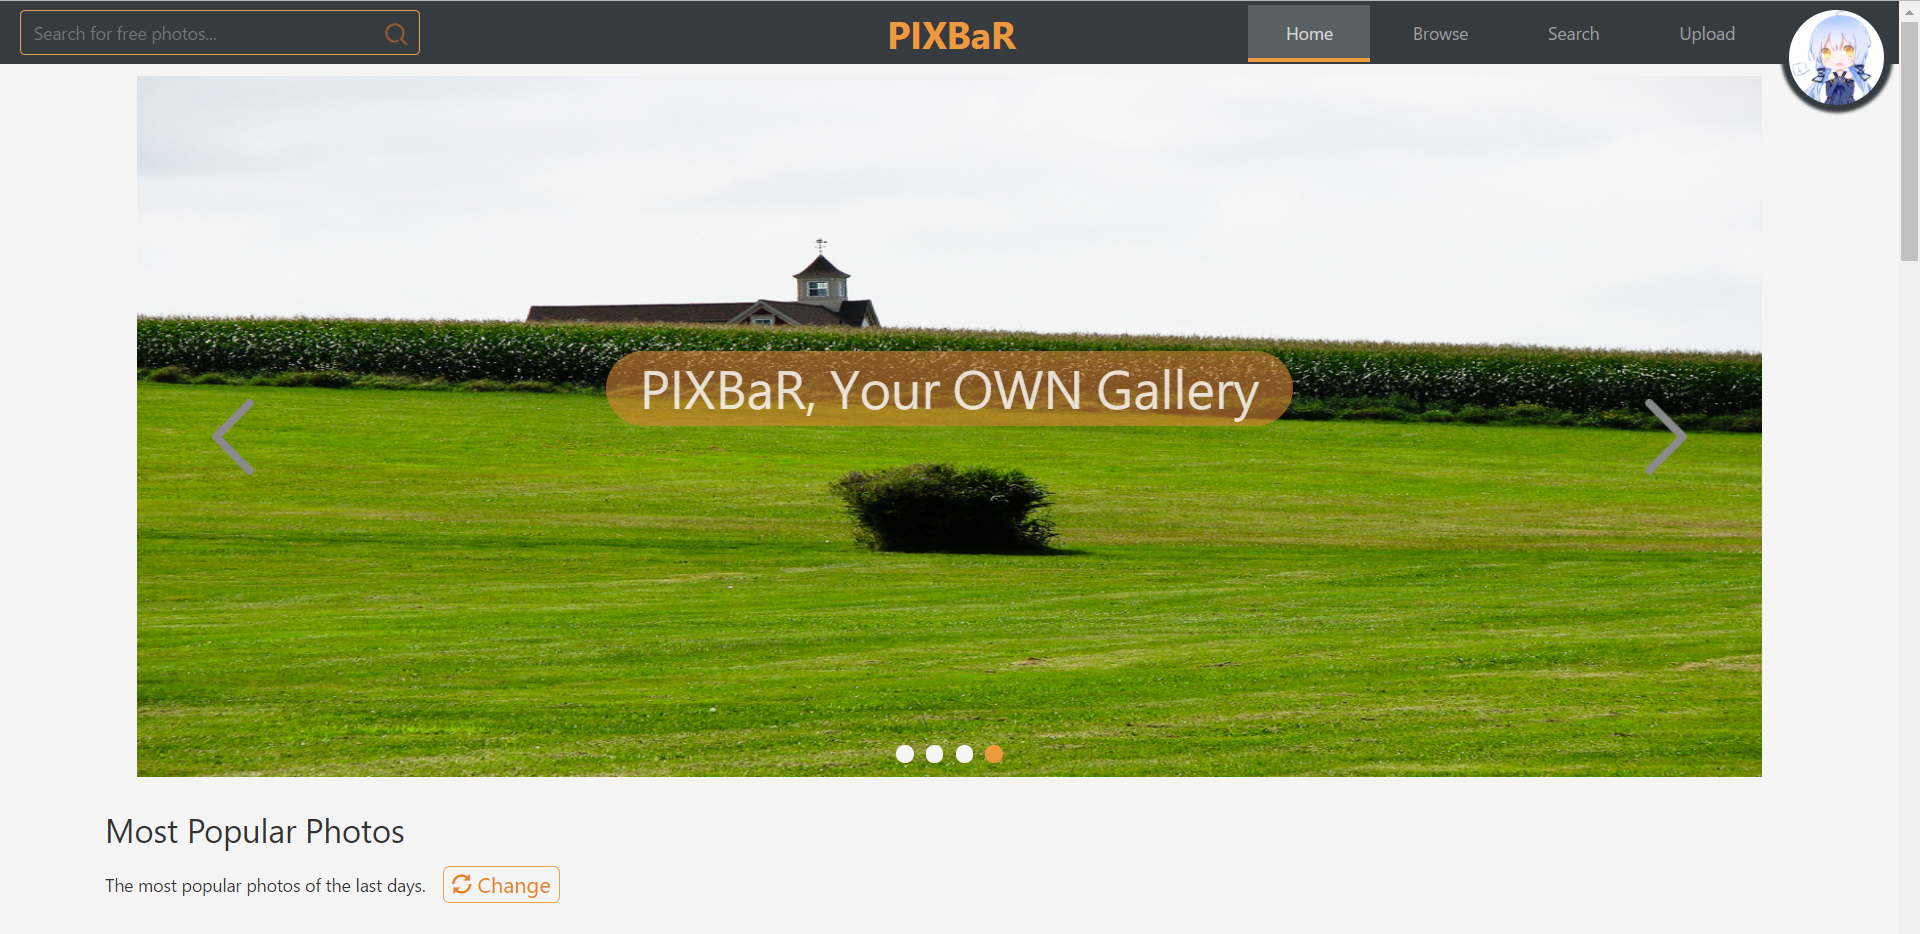 Search for free photos...
PIXBaR
Home
Browse
Search
Upload
PIXBaR, Your OWN Gallery
Most Popular Photos
The most popular photos of the last days.
Change